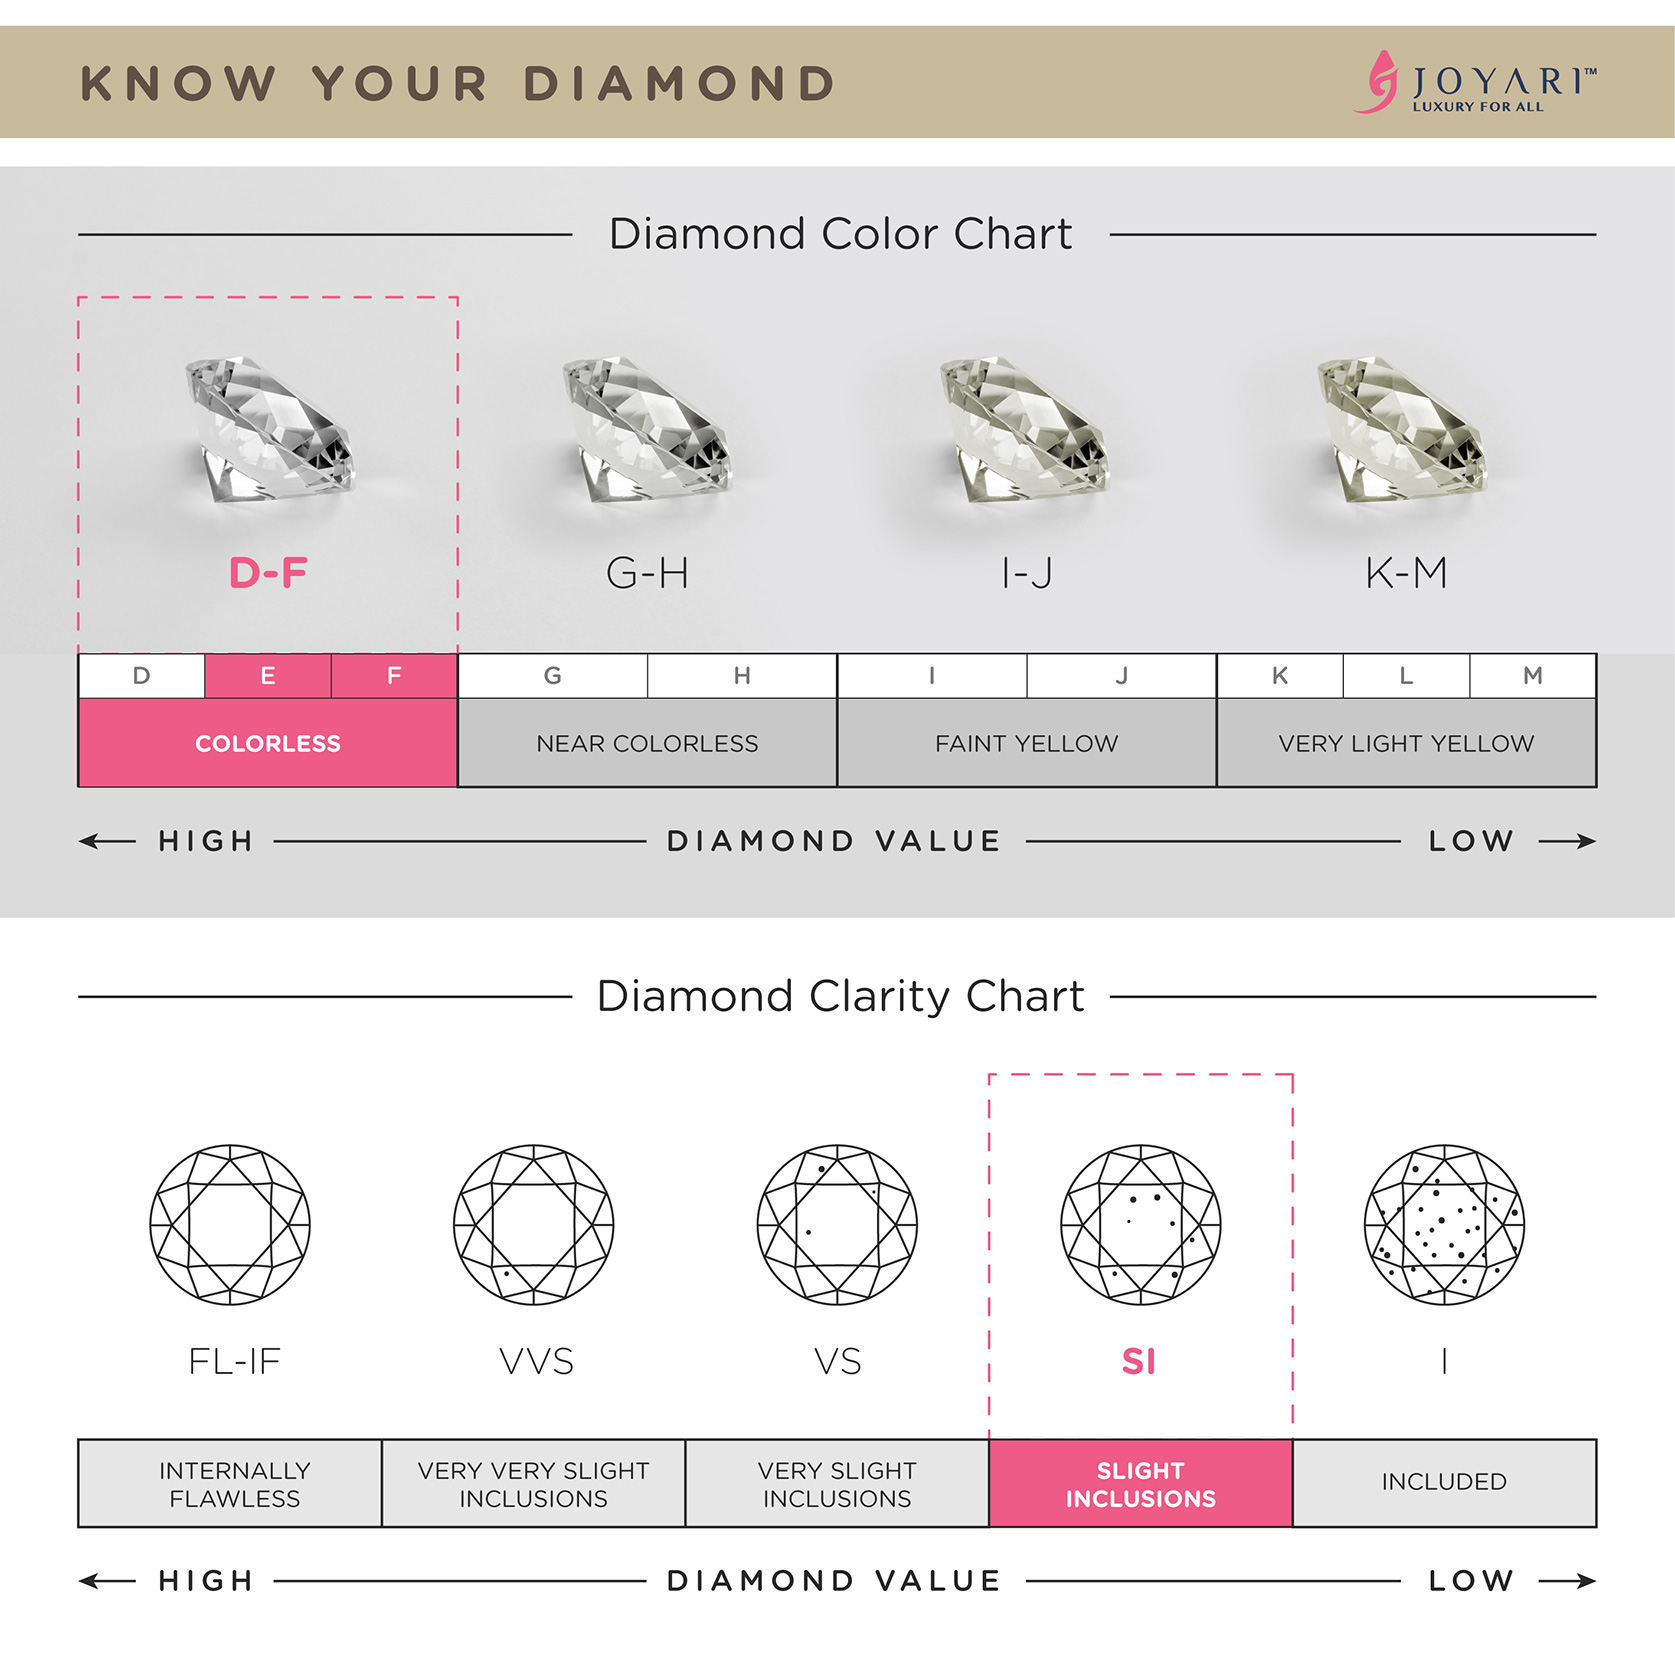 KNOW YOUR DIAMOND
JOYARI™
LUXURY FOR ALL
Diamond Color Chart
D-F
G-H
I-J
K-M
D
E
F
G
H
I
J
K
L
M
COLORLESS
NEAR COLORLESS
FAINT YELLOW
VERY LIGHT YELLOW
HIGH
DIAMOND VALUE
LOW
Diamond Clarity Chart
FL-IF
VVS
VS
SI
I
INTERNALLY
FLAWLESS
VERY VERY SLIGHT
INCLUSIONS
VERY SLIGHT
INCLUSIONS
SLIGHT
INCLUSIONS
INCLUDED
HIGH
DIAMOND VALUE
LOW